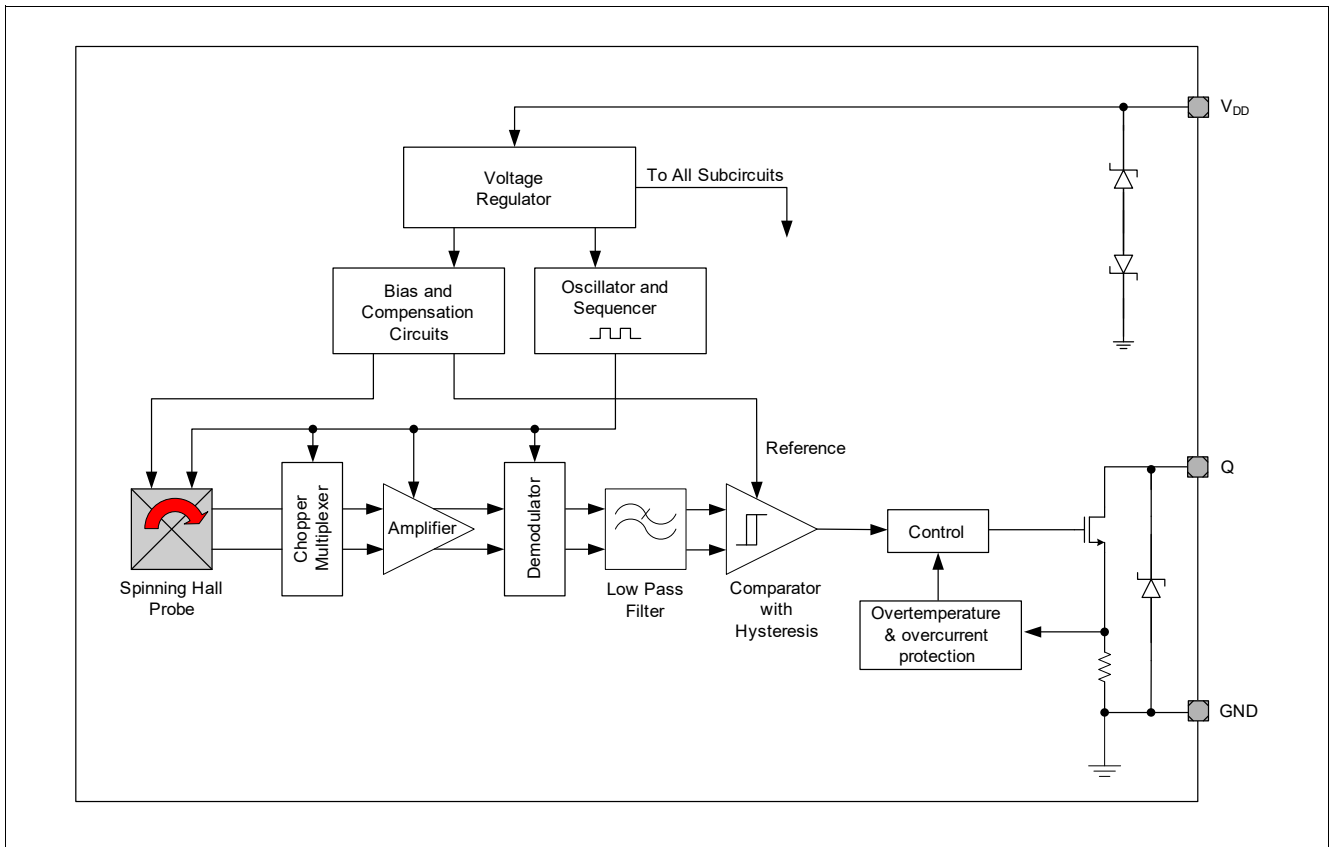 V_DD
Voltage
Regulator
To All Subcircuits
Bias and
Compensation
Circuits
Oscillator and
Sequencer
Reference
Q
Chopper
Multiplexer
Amplifier
Demodulator
Control
Spinning Hall
Probe
Low Pass
Filter
Comparator
with
Hysteresis
Overtemperature
& overcurrent
protection
GND